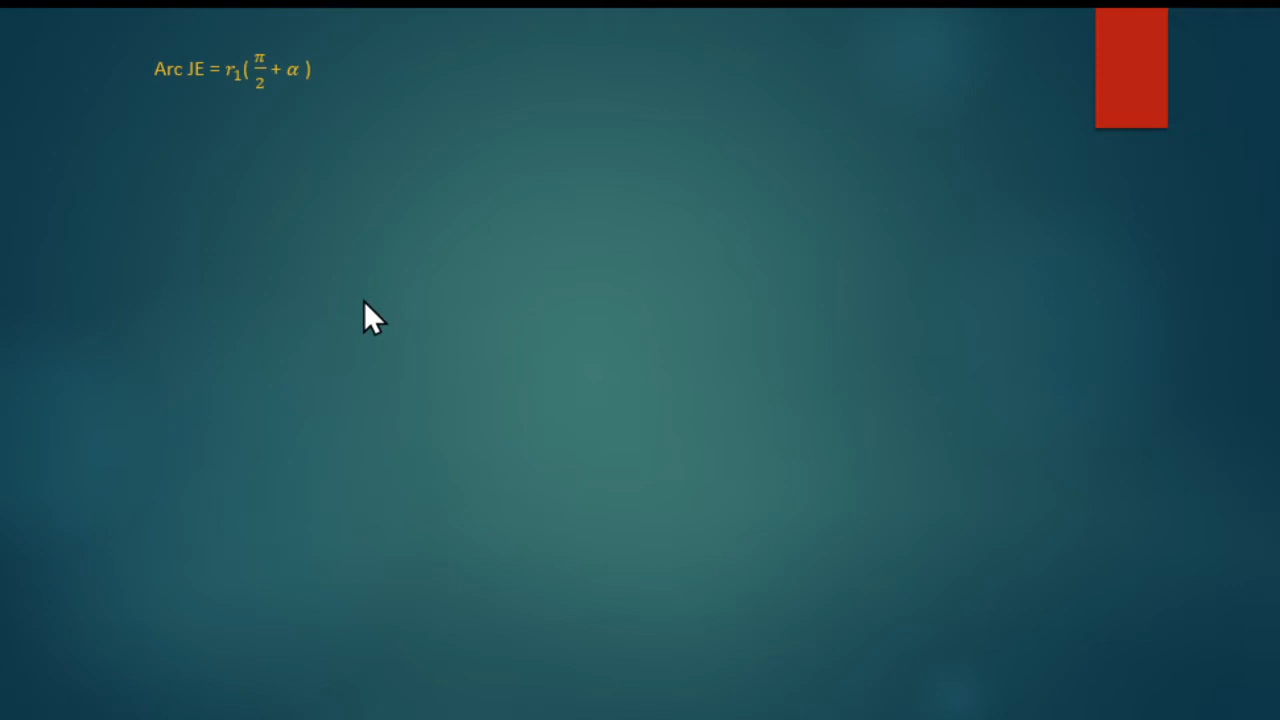 Arc JE = r₁( π/2 + α )